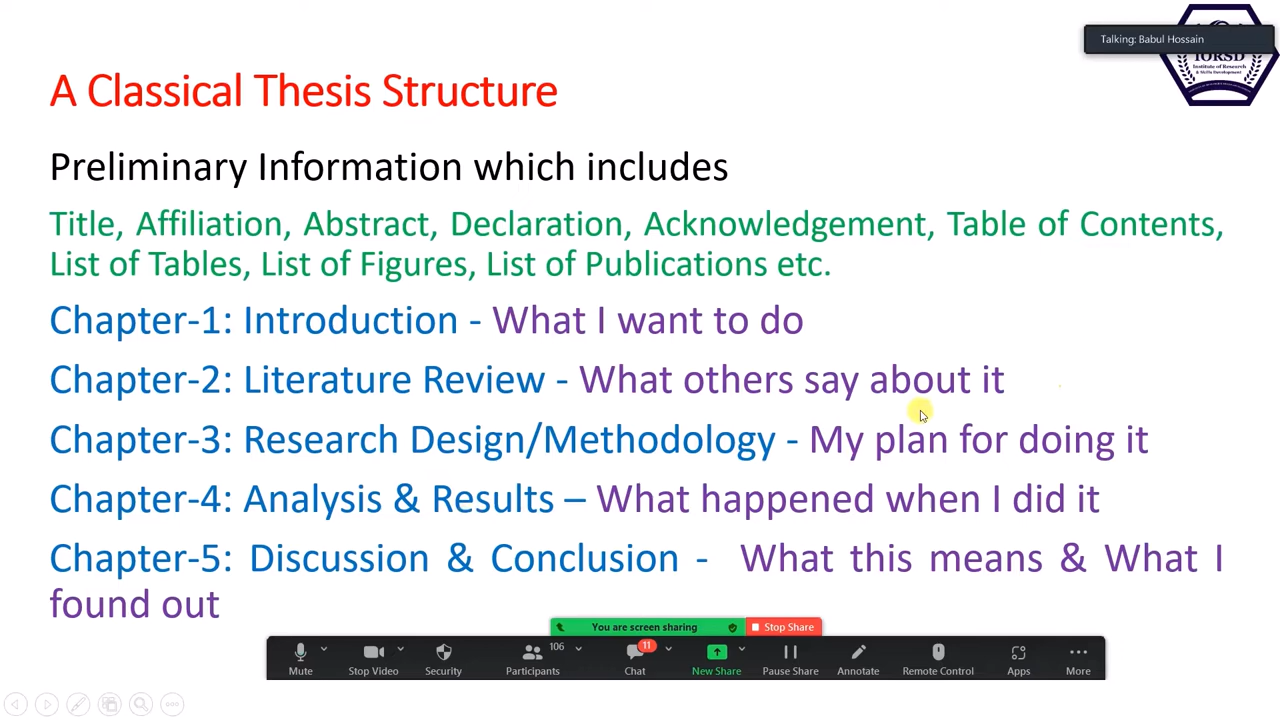 Talking: Babul Hossain
IORSD
Institute of Research
& Skills Development
A Classical Thesis Structure
Preliminary Information which includes
Title, Affiliation, Abstract, Declaration, Acknowledgement, Table of Contents,
List of Tables, List of Figures, List of Publications etc.
Chapter-1: Introduction - What I want to do
Chapter-2: Literature Review - What others say about it
Chapter-3: Research Design/Methodology - My plan for doing it
Chapter-4: Analysis & Results – What happened when I did it
Chapter-5: Discussion & Conclusion - What this means & What I
found out
You are screen sharing
Stop Share
106
11
Mute
Stop Video
Security
Participants
Chat
New Share
Pause Share
Annotate
Remote Control
Apps
More